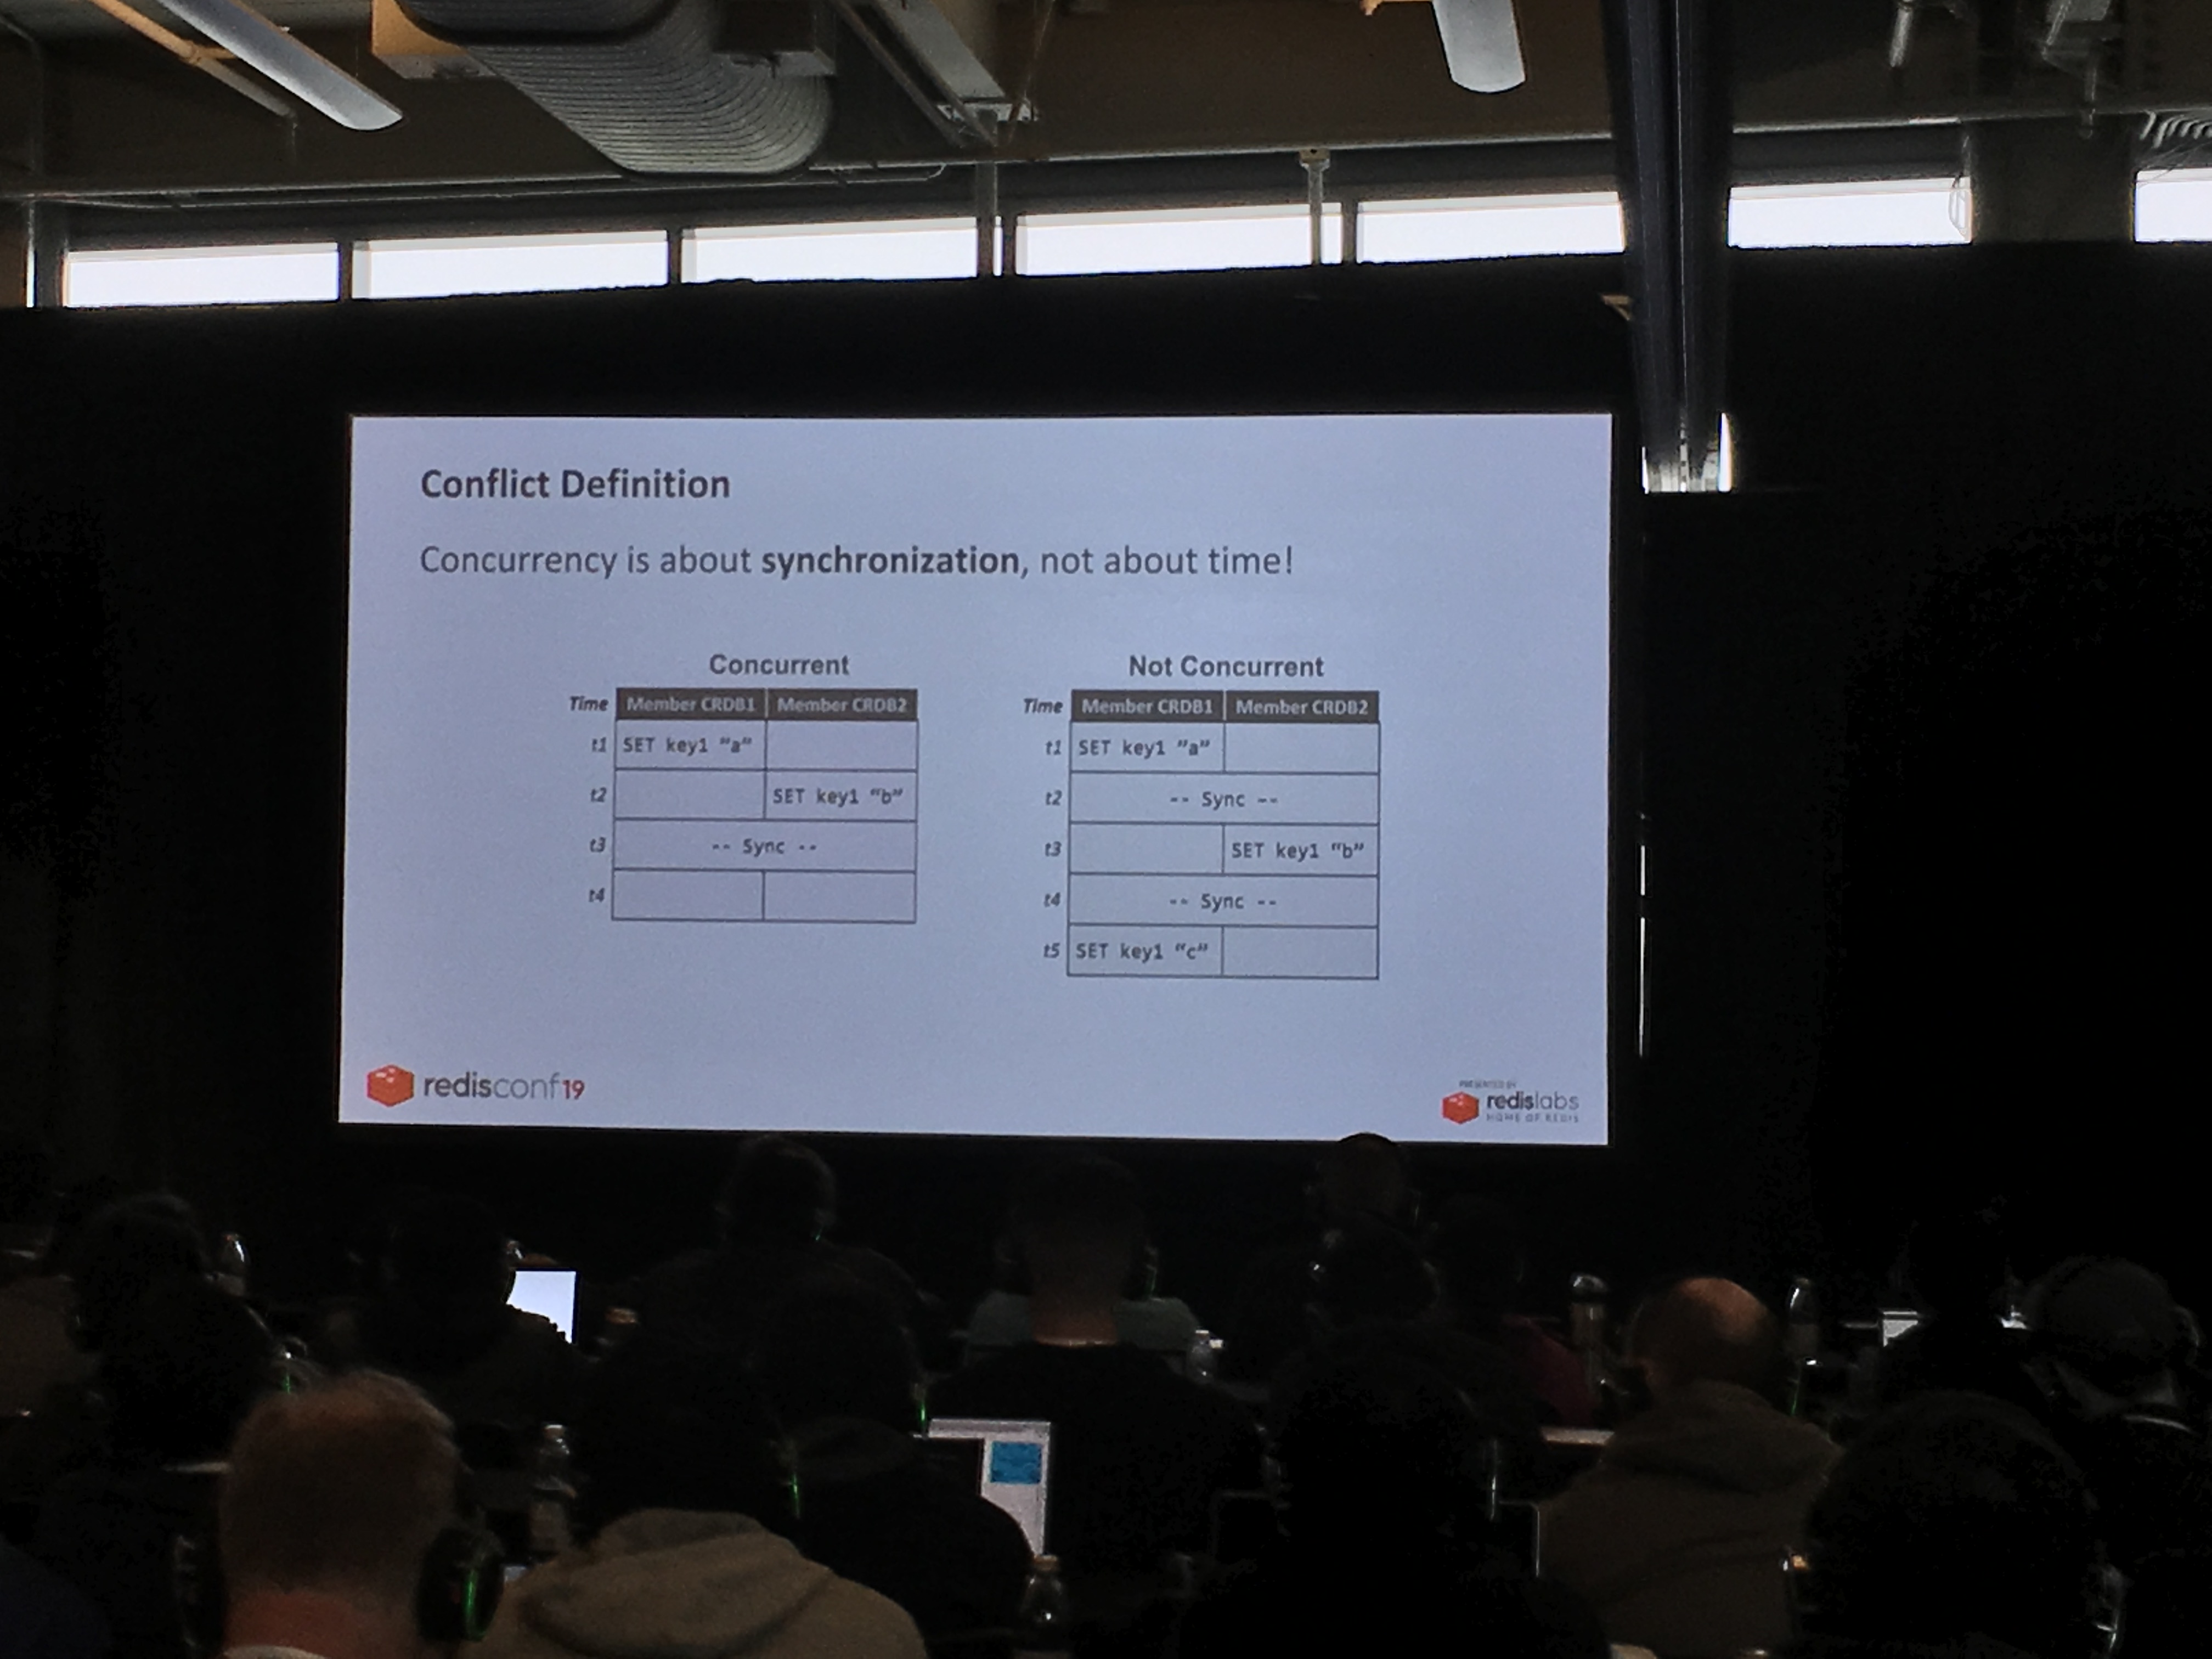 Conflict Definition
Concurrency is about synchronization, not about time!
Concurrent
Time Member CRDB1 Member CRDB2
t1 SET key1 "a"
t2 SET key1 "b"
t3 -- Sync --
t4
Not Concurrent
Time Member CRDB1 Member CRDB2
t1 SET key1 "a"
t2 -- Sync --
t3 SET key1 "b"
t4 -- Sync --
t5 SET key1 "c"
redisconf19
PRESENTED BY
redislabs
HOME OF REDIS